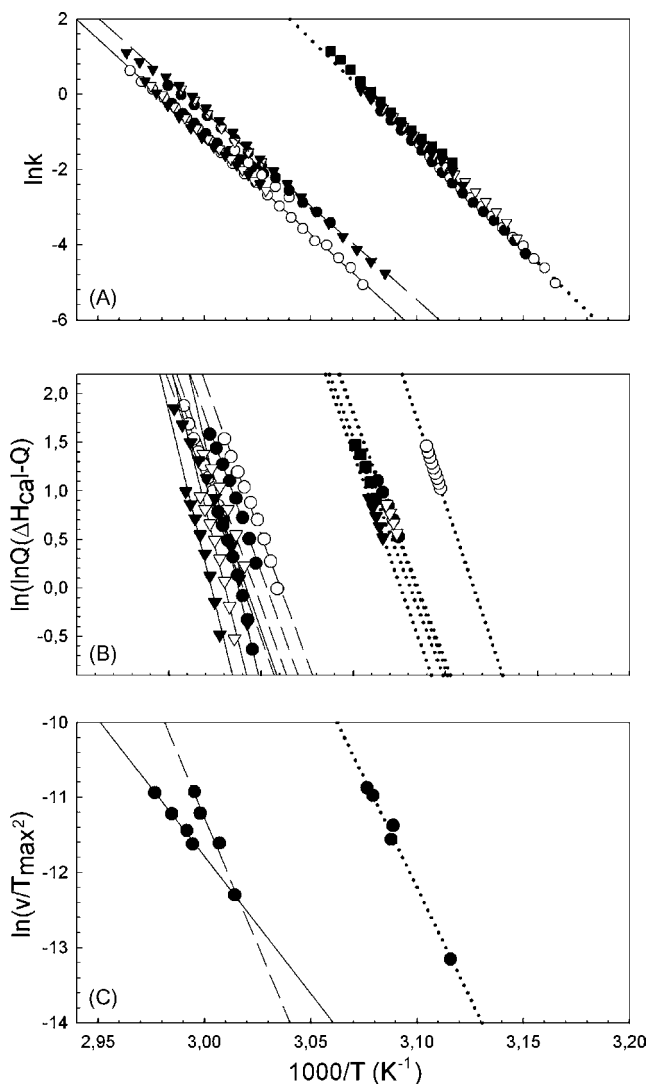 2
0
lnk
-2
-4
(A)
-6
2,0
1,5
ln(lnQ(ΔHcal-Q)
1,0
0,5
0,0
-0,5
(B)
-10
-11
ln(v/Tmax²)
-12
-13
(C)
-14
2,95 3,00 3,05 3,10 3,15 3,20
1000/T (K⁻¹)